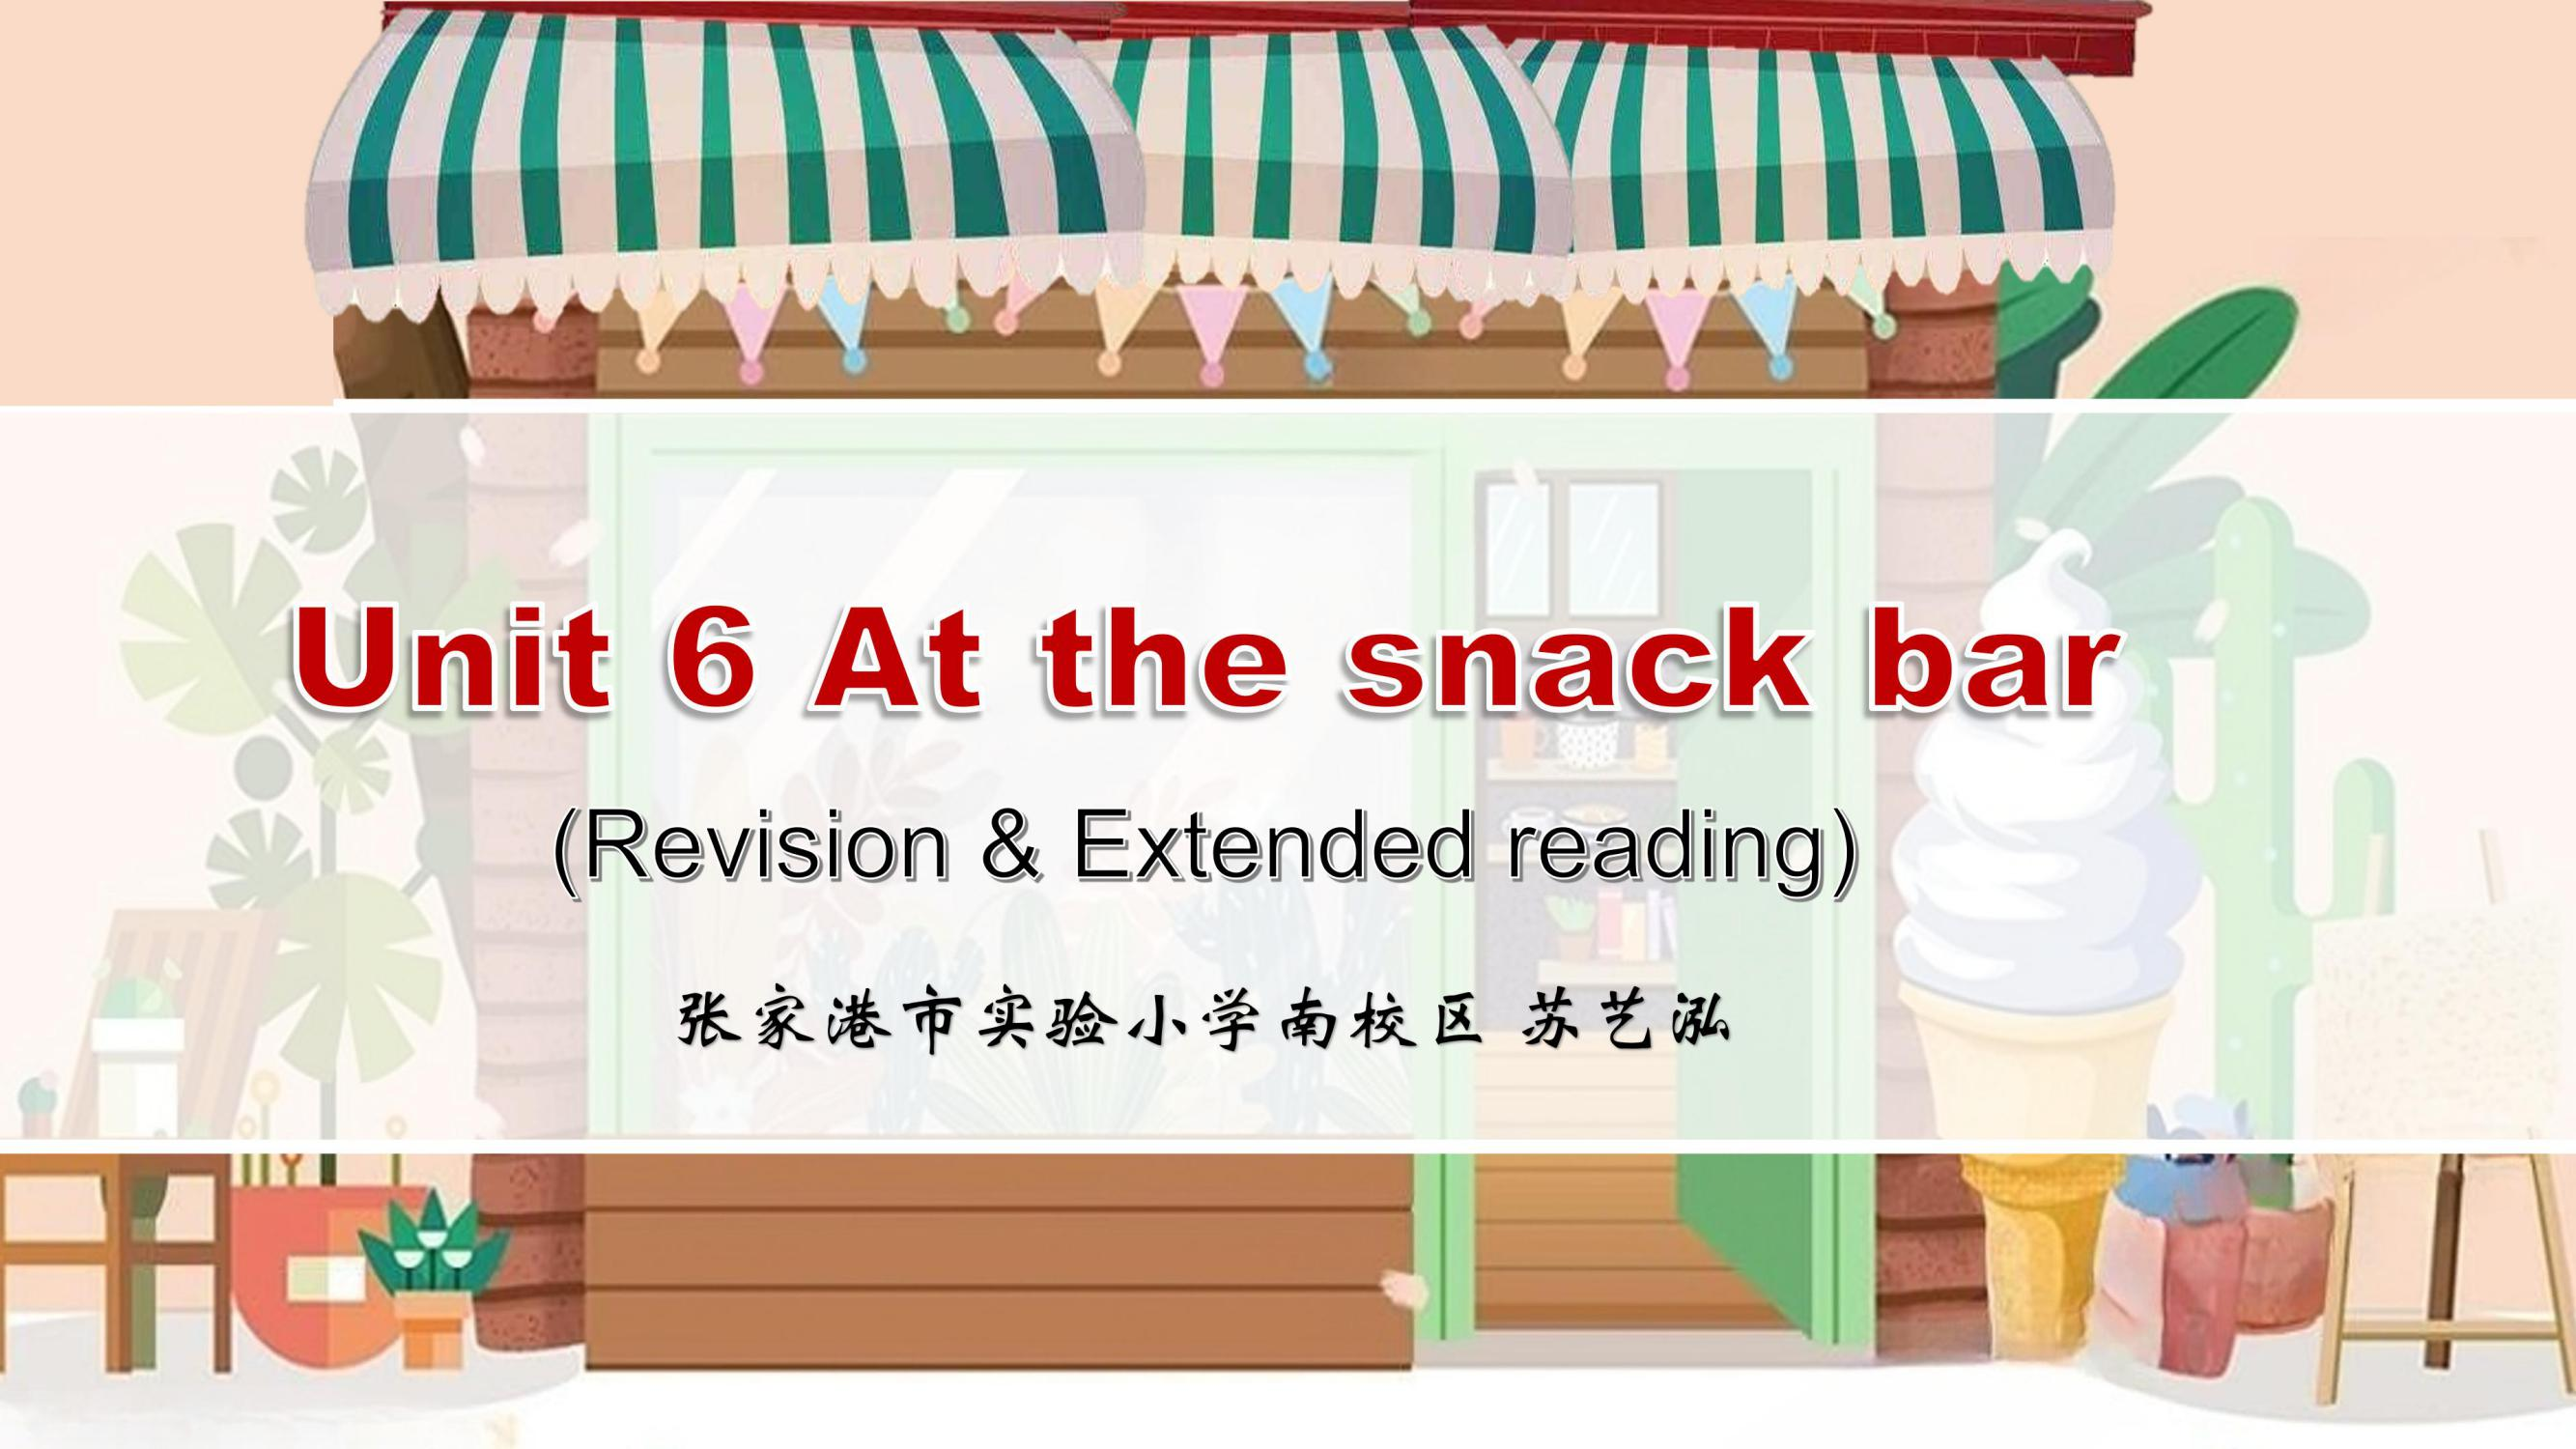 Unit 6 At the snack bar
(Revision & Extended reading)
张家港市实验小学南校区 苏艺泓